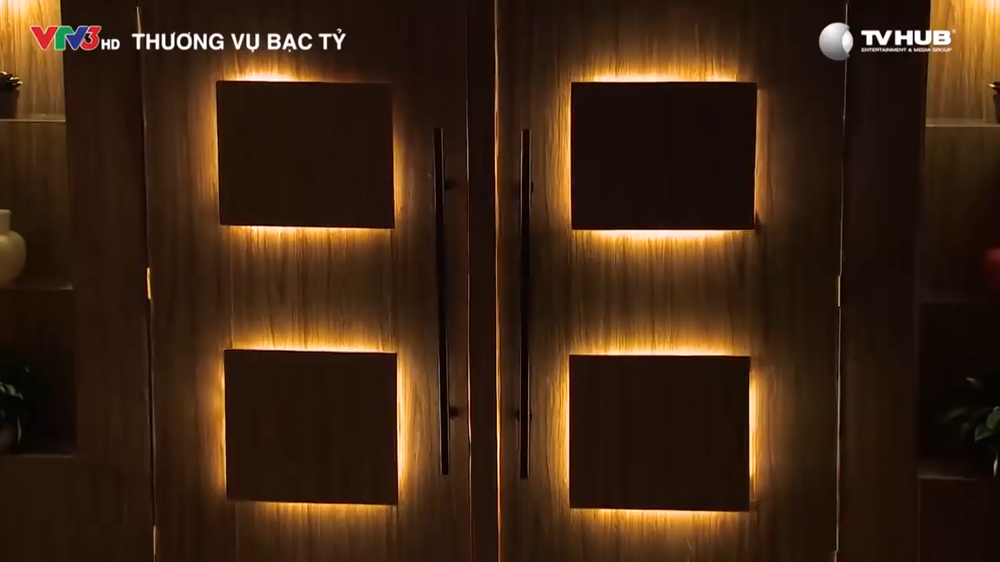 VTV3 HD THƯƠNG VỤ BẠC TỶ
TV HUB®
ENTERTAINMENT & MEDIA GROUP